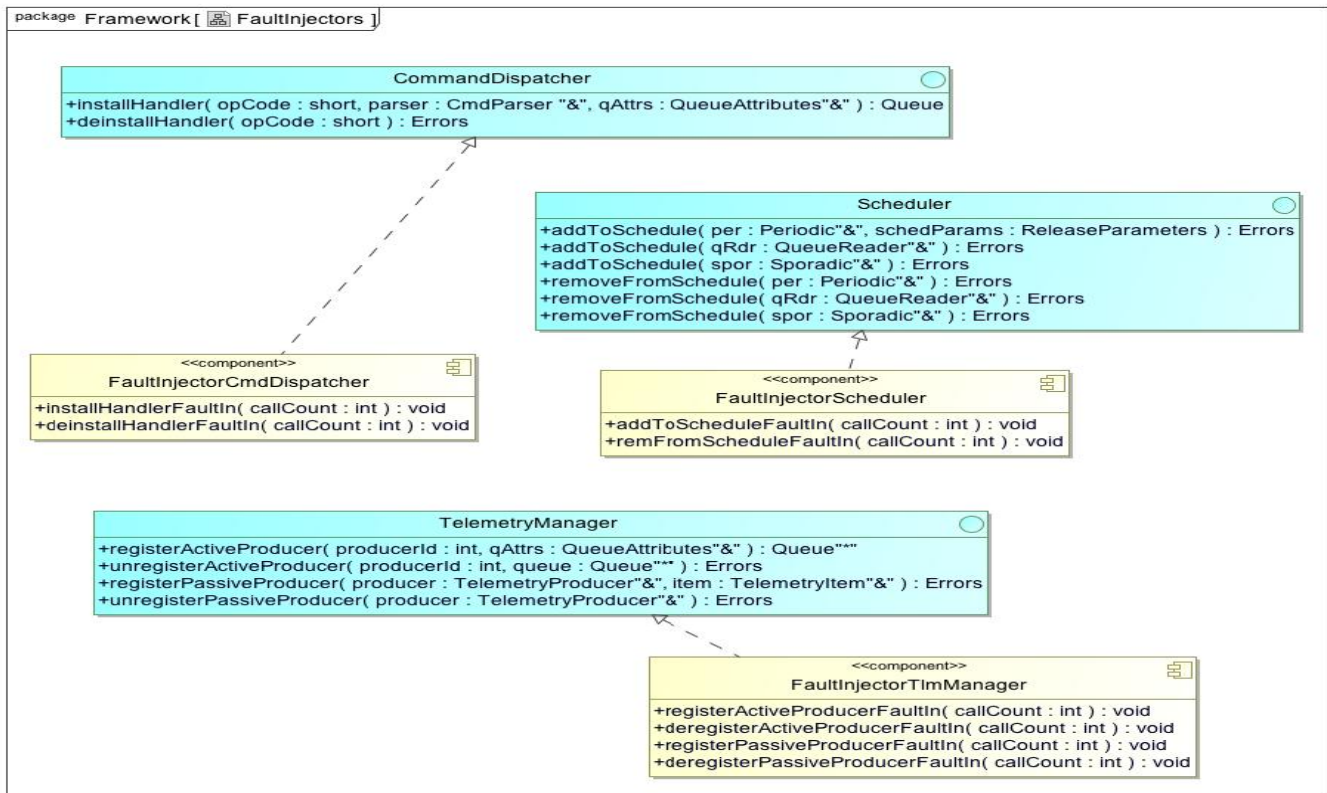 package Framework[ FaultInjectors ]
CommandDispatcher
+installHandler( opCode : short, parser : CmdParser "&", qAttrs : QueueAttributes"&" ) : Queue
+deinstallHandler( opCode : short ) : Errors
Scheduler
+addToSchedule( per : Periodic"&", schedParams : ReleaseParameters ) : Errors
+addToSchedule( qRdr : QueueReader"&" ) : Errors
+addToSchedule( spor : Sporadic"&" ) : Errors
+removeFromSchedule( per : Periodic"&" ) : Errors
+removeFromSchedule( qRdr : QueueReader"&" ) : Errors
+removeFromSchedule( spor : Sporadic"&" ) : Errors
<<component>>
FaultInjectorCmdDispatcher
+installHandlerFaultIn( callCount : int ) : void
+deinstallHandlerFaultIn( callCount : int ) : void
<<component>>
FaultInjectorScheduler
+addToScheduleFaultIn( callCount : int ) : void
+remFromScheduleFaultIn( callCount : int ) : void
TelemetryManager
+registerActiveProducer( producerId : int, qAttrs : QueueAttributes"&" ) : Queue"*"
+unregisterActiveProducer( producerId : int, queue : Queue"*" ) : Errors
+registerPassiveProducer( producer : TelemetryProducer"&", item : TelemetryItem"&" ) : Errors
+unregisterPassiveProducer( producer : TelemetryProducer"&" ) : Errors
<<component>>
FaultInjectorTlmManager
+registerActiveProducerFaultIn( callCount : int ) : void
+deregisterActiveProducerFaultIn( callCount : int ) : void
+registerPassiveProducerFaultIn( callCount : int ) : void
+deregisterPassiveProducerFaultIn( callCount : int ) : void